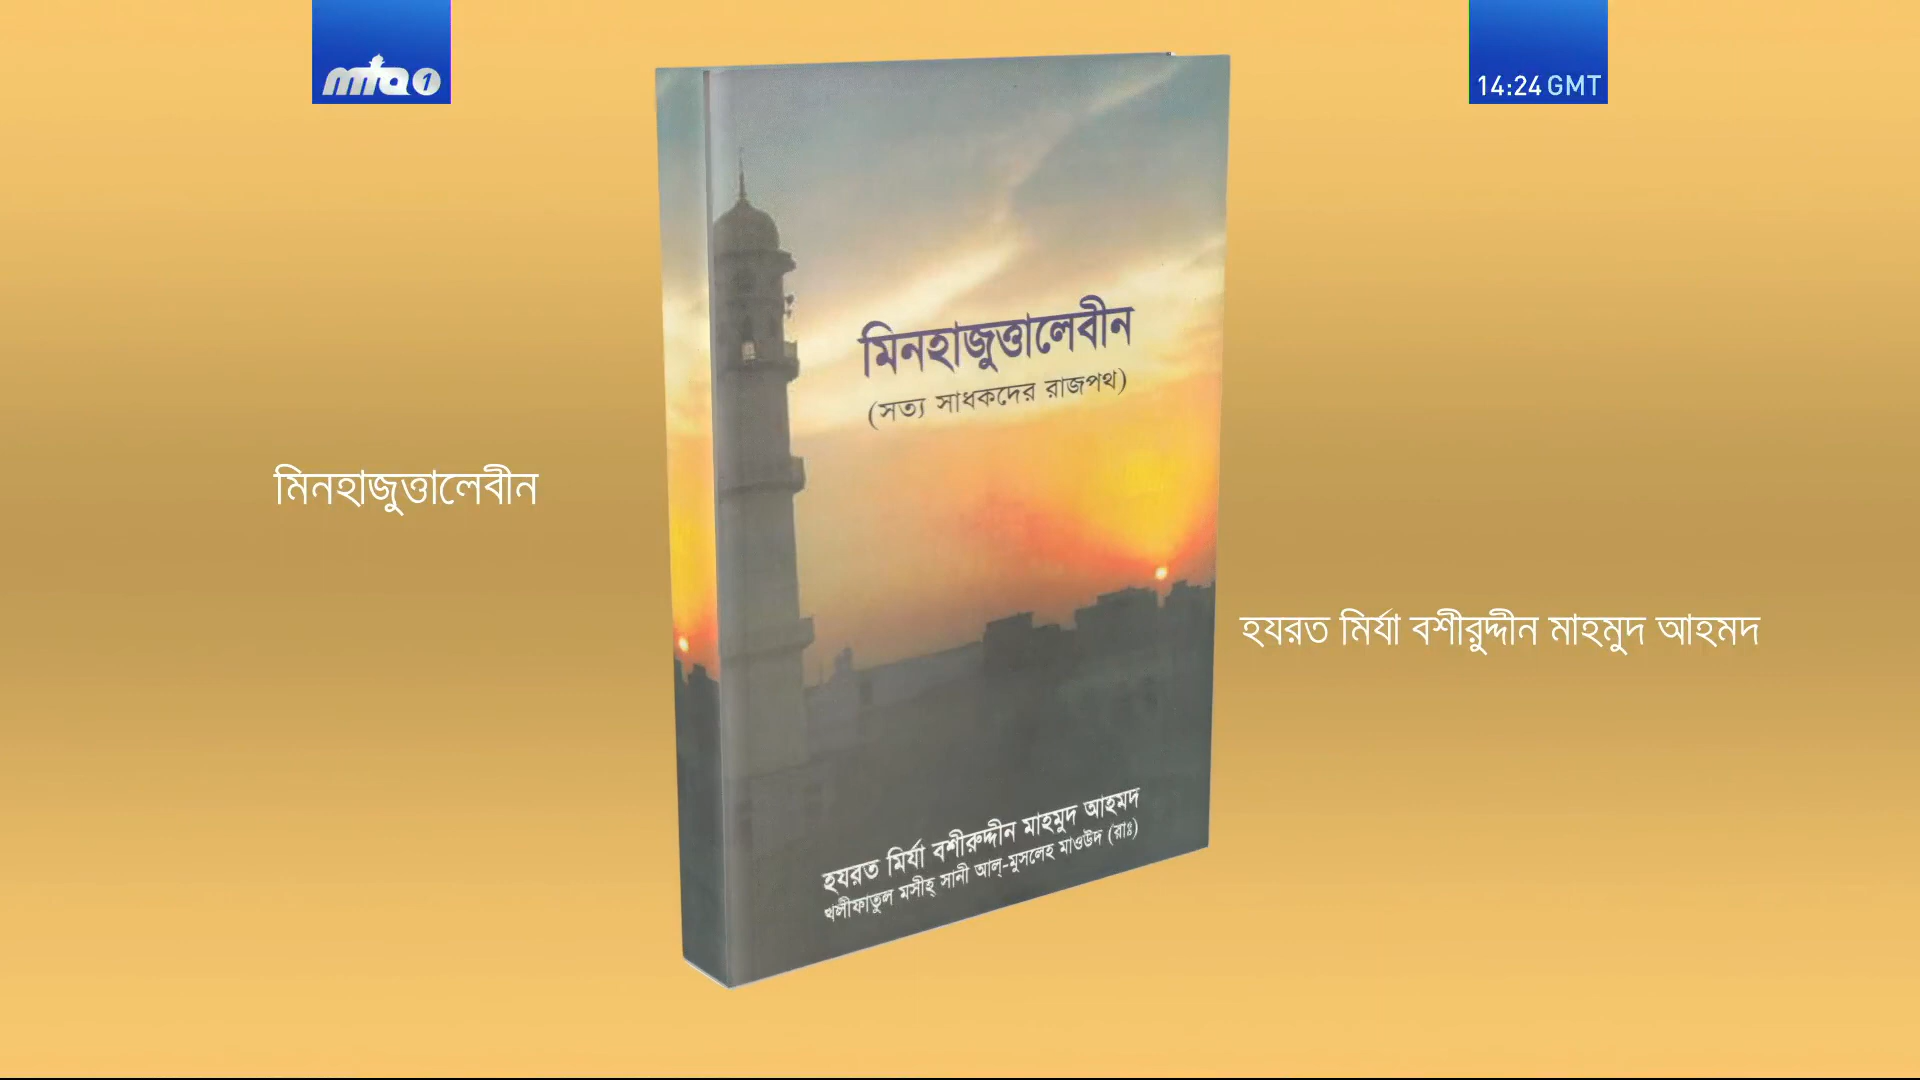 mta 1
14:24 GMT
মিনহাজুত্তালেবীন
(সত্য সাধকদের রাজপথ)
মিনহাজুত্তালেবীন
হযরত মির্যা বশীরুদ্দীন মাহমুদ আহমদ
হযরত মির্যা বশীরুদ্দীন মাহমুদ আহমদ
খলীফাতুল মসীহ্ সানী আল্-মুসলেহ মাওউদ (রাঃ)